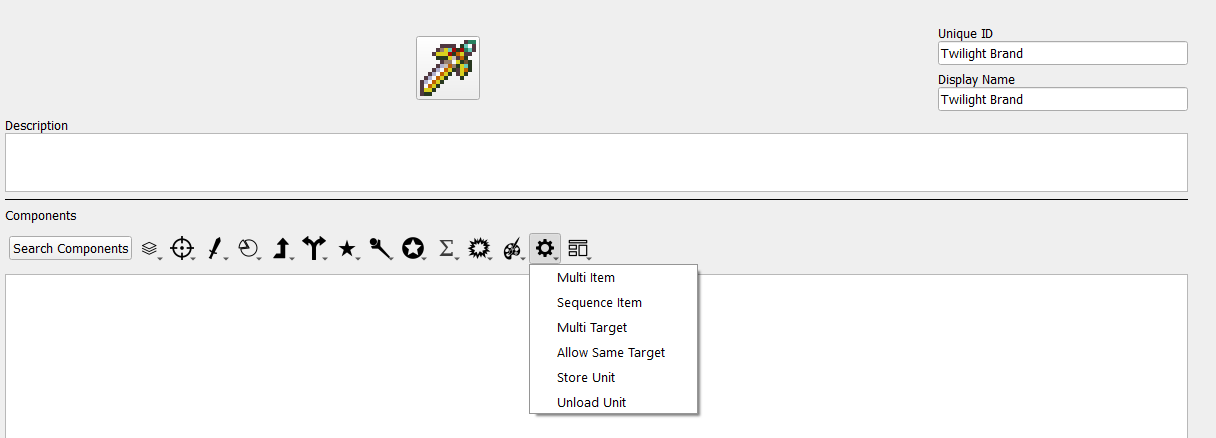 Unique ID
Twilight Brand
Display Name
Twilight Brand
Description
Components
Search Components
Multi Item
Sequence Item
Multi Target
Allow Same Target
Store Unit
Unload Unit